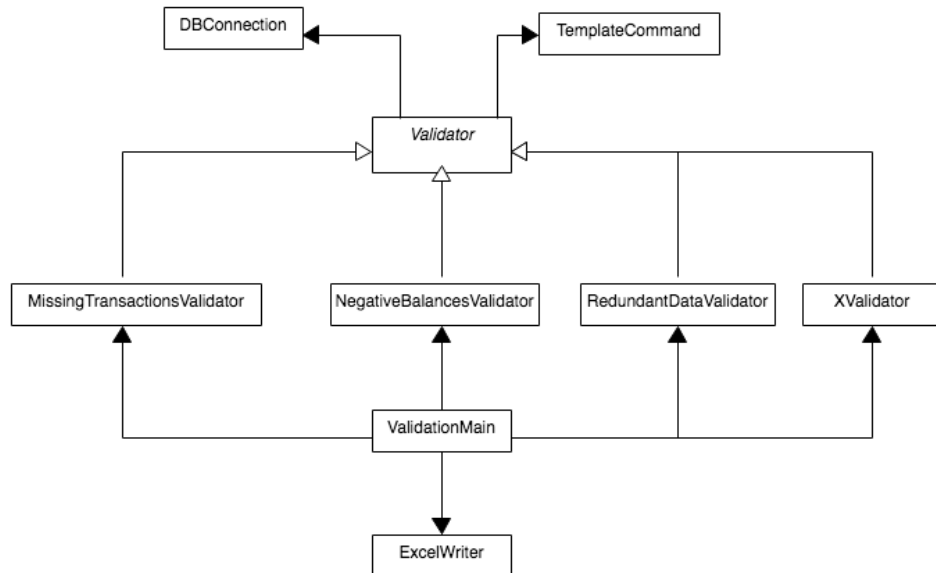 DBConnection
TemplateCommand
Validator
MissingTransactionsValidator
NegativeBalancesValidator
RedundantDataValidator
XValidator
ValidationMain
ExcelWriter